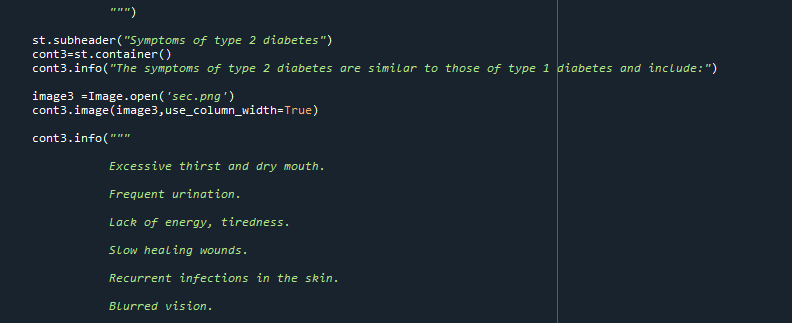 """)
st.subheader("Symptoms of type 2 diabetes")
cont3=st.container()
cont3.info("The symptoms of type 2 diabetes are similar to those of type 1 diabetes and include:")
image3 =Image.open('sec.png')
cont3.image(image3,use_column_width=True)
cont3.info("""
Excessive thirst and dry mouth.
Frequent urination.
Lack of energy, tiredness.
Slow healing wounds.
Recurrent infections in the skin.
Blurred vision.